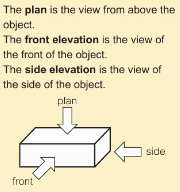 The plan is the view from above the
object.
The front elevation is the view of
the front of the object.
The side elevation is the view of
the side of the object.
plan
side
front